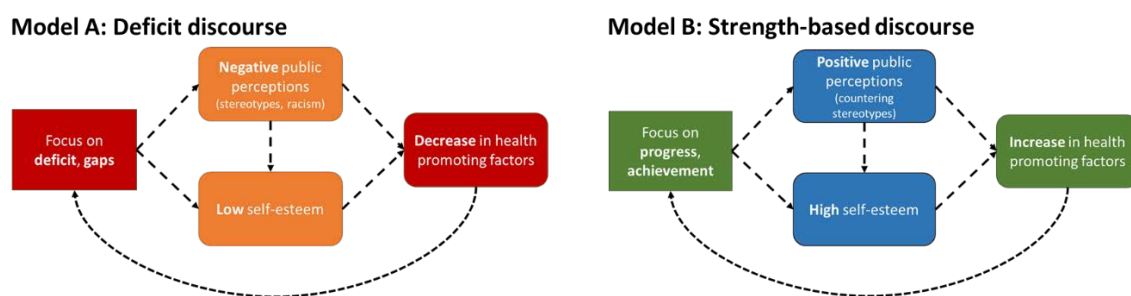 Model A: Deficit discourse
Negative public
perceptions
(stereotypes, racism)
Focus on
deficit, gaps
Decrease in health
promoting factors
Low self-esteem
Model B: Strength-based discourse
Positive public
perceptions
(countering
stereotypes)
Focus on
progress,
achievement
Increase in health
promoting factors
High self-esteem